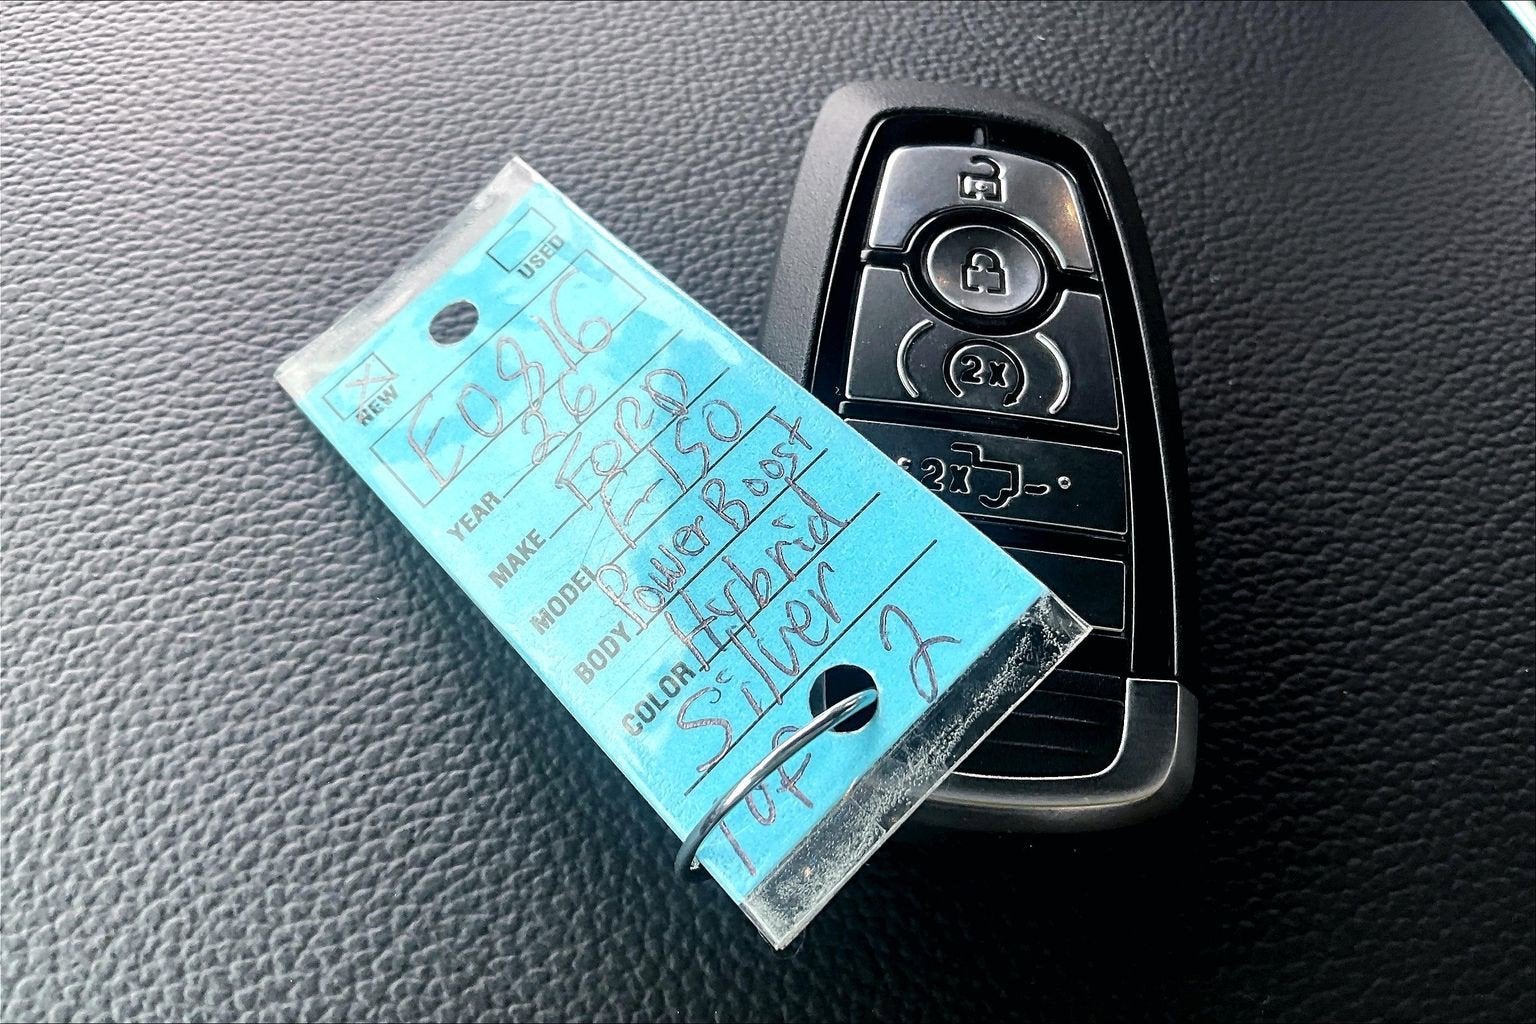 USED
X
NEW
E0816
YEAR 26
MAKE FORD
MODEL F-150
BODY PowerBoost
Hybrid
COLOR Silver
1 of 2
2x
2x